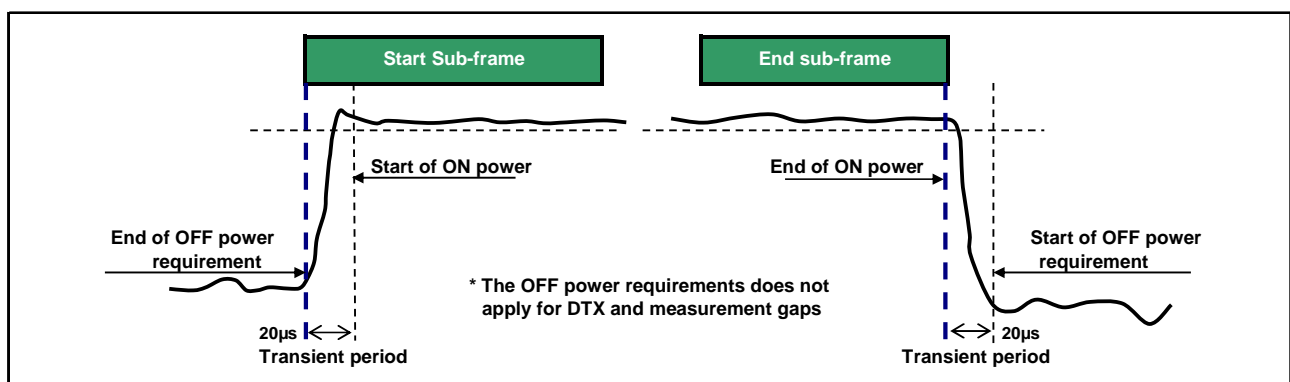 Start Sub-frame
End sub-frame
Start of ON power
End of ON power
End of OFF power
requirement
Start of OFF power
requirement
* The OFF power requirements does not
apply for DTX and measurement gaps
20µs
Transient period
20µs
Transient period